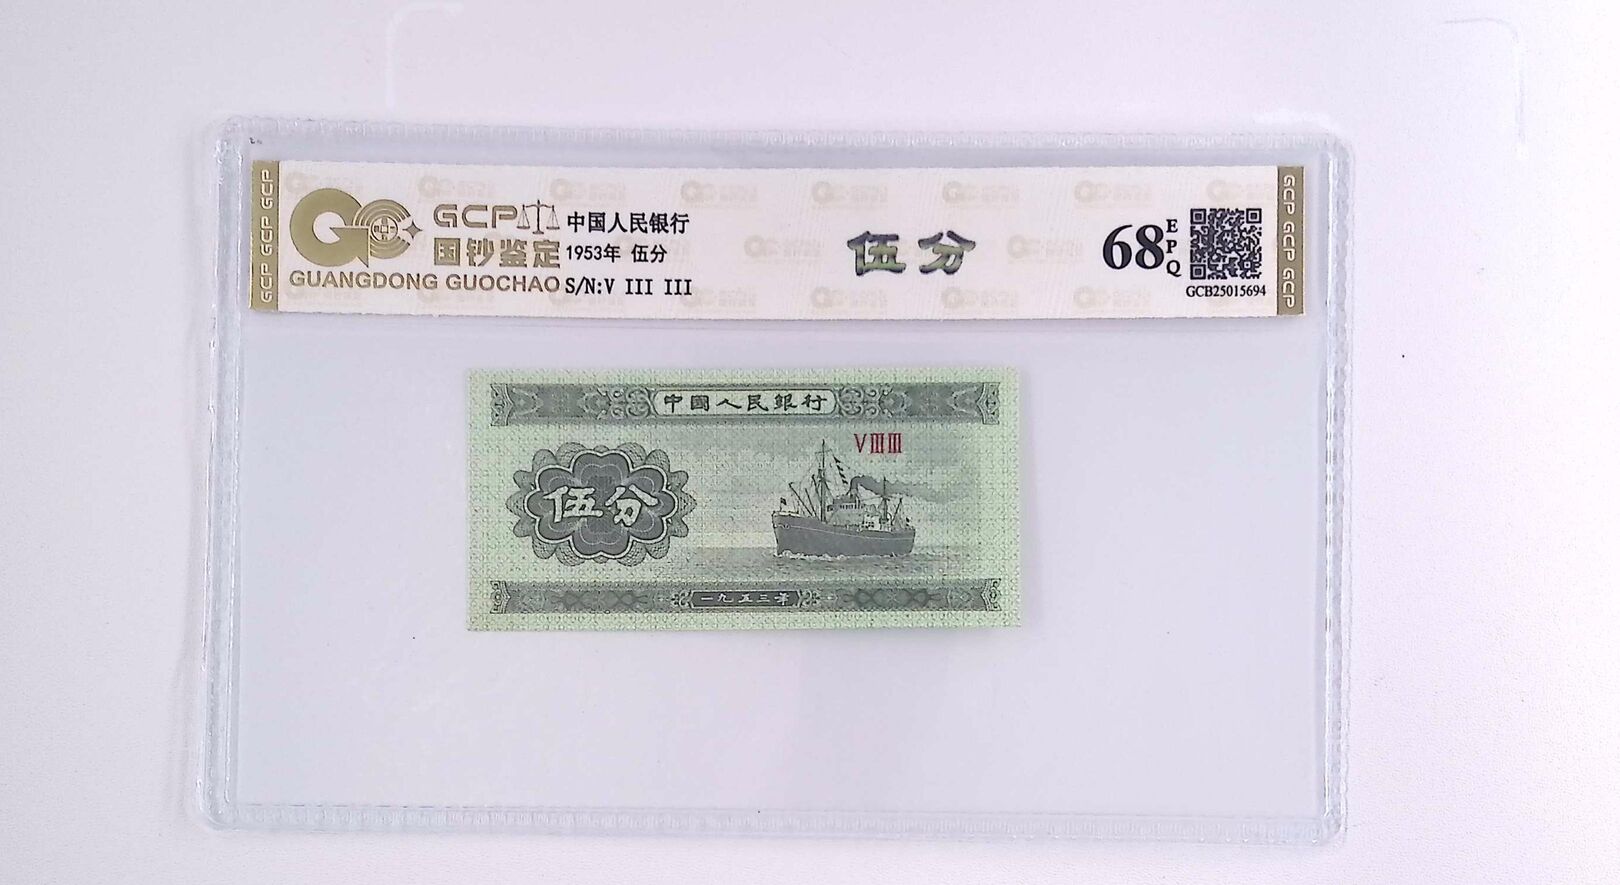 GCP GCP GCP
GCP
国钞鉴定
GUANGDONG GUOCHAO
中国人民银行
1953年 伍分
S/N:V III III
伍分
68
EPQ
GCB25015694
GCP GCP GCP
中國人民銀行
VⅢⅢ
伍分
一九五三年